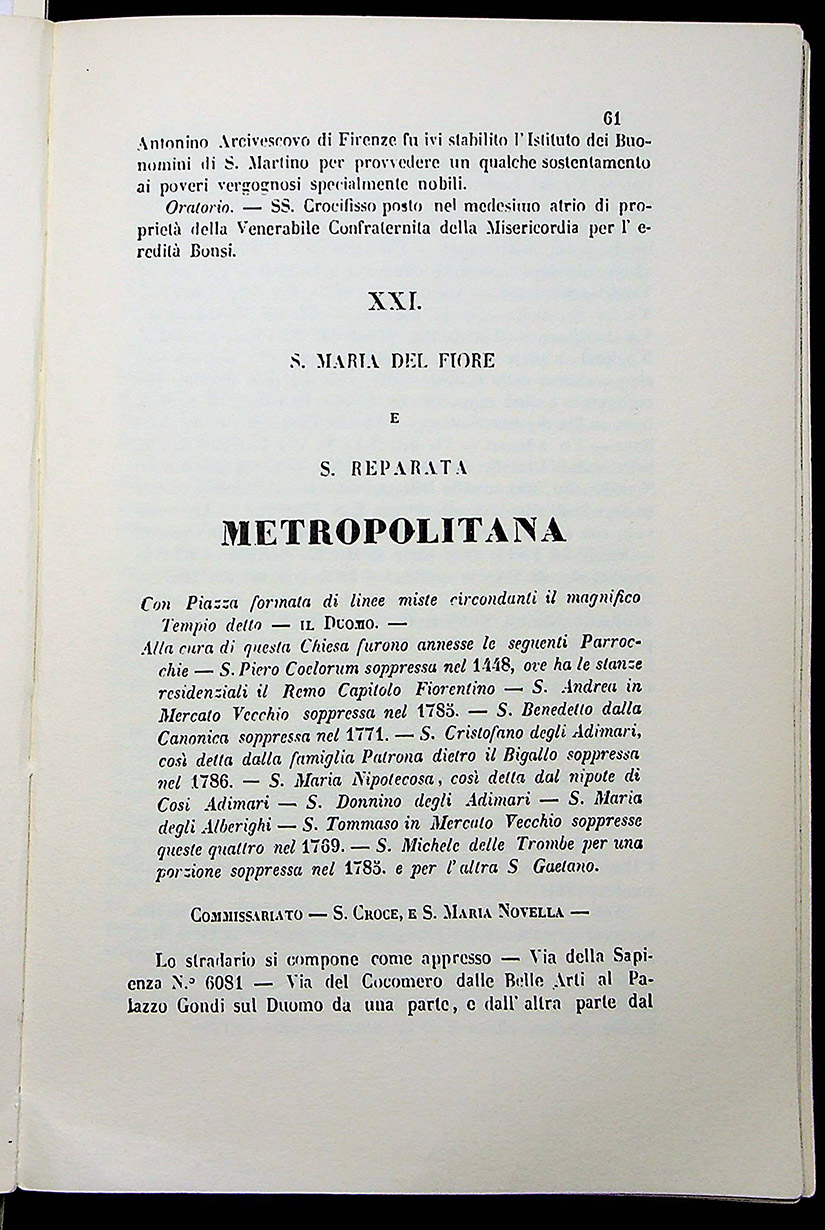 61
Antonino Arcivescovo di Firenze fu ivi stabilito l'Istituto dei Buo-
nomini di S. Martino per provvedere un qualche sostentamento
ai poveri vergognosi specialmente nobili.
Oratorio. — SS. Crocifisso posto nel medesimo atrio di pro-
prietà della Venerabile Confraternita della Misericordia per l' e-
redità Bonsi.
XXI.
S. MARIA DEL FIORE
E
S. REPARATA
METROPOLITANA
Con Piazza formata di linee miste circondanti il magnifico
Tempio detto — IL DUOMO. —
Alla cura di questa Chiesa furono annesse le seguenti Parroc-
chie — S. Piero Coelorum soppressa nel 1448, ove ha le stanze
residenziali il Remo Capitolo Fiorentino — S. Andrea in
Mercato Vecchio soppressa nel 1785. — S. Benedetto dalla
Canonica soppressa nel 1771. — S. Cristofano degli Adimari,
così detta dalla famiglia Patrona dietro il Bigallo soppressa
nel 1786. — S. Maria Nipotecosa, così detta dal nipote di
Cosi Adimari — S. Donnino degli Adimari — S. Maria
degli Alberighi — S. Tommaso in Mercato Vecchio soppresse
queste quattro nel 1769. — S. Michele delle Trombe per una
porzione soppressa nel 1785. e per l'altra S Gaetano.
COMMISSARIATO — S. CROCE, E S. MARIA NOVELLA —
Lo stradario si compone come appresso — Via della Sapi-
enza N.° 6081 — Via del Cocomero dalle Belle Arti al Pa-
lazzo Gondi sul Duomo da una parte, e dall' altra parte dal